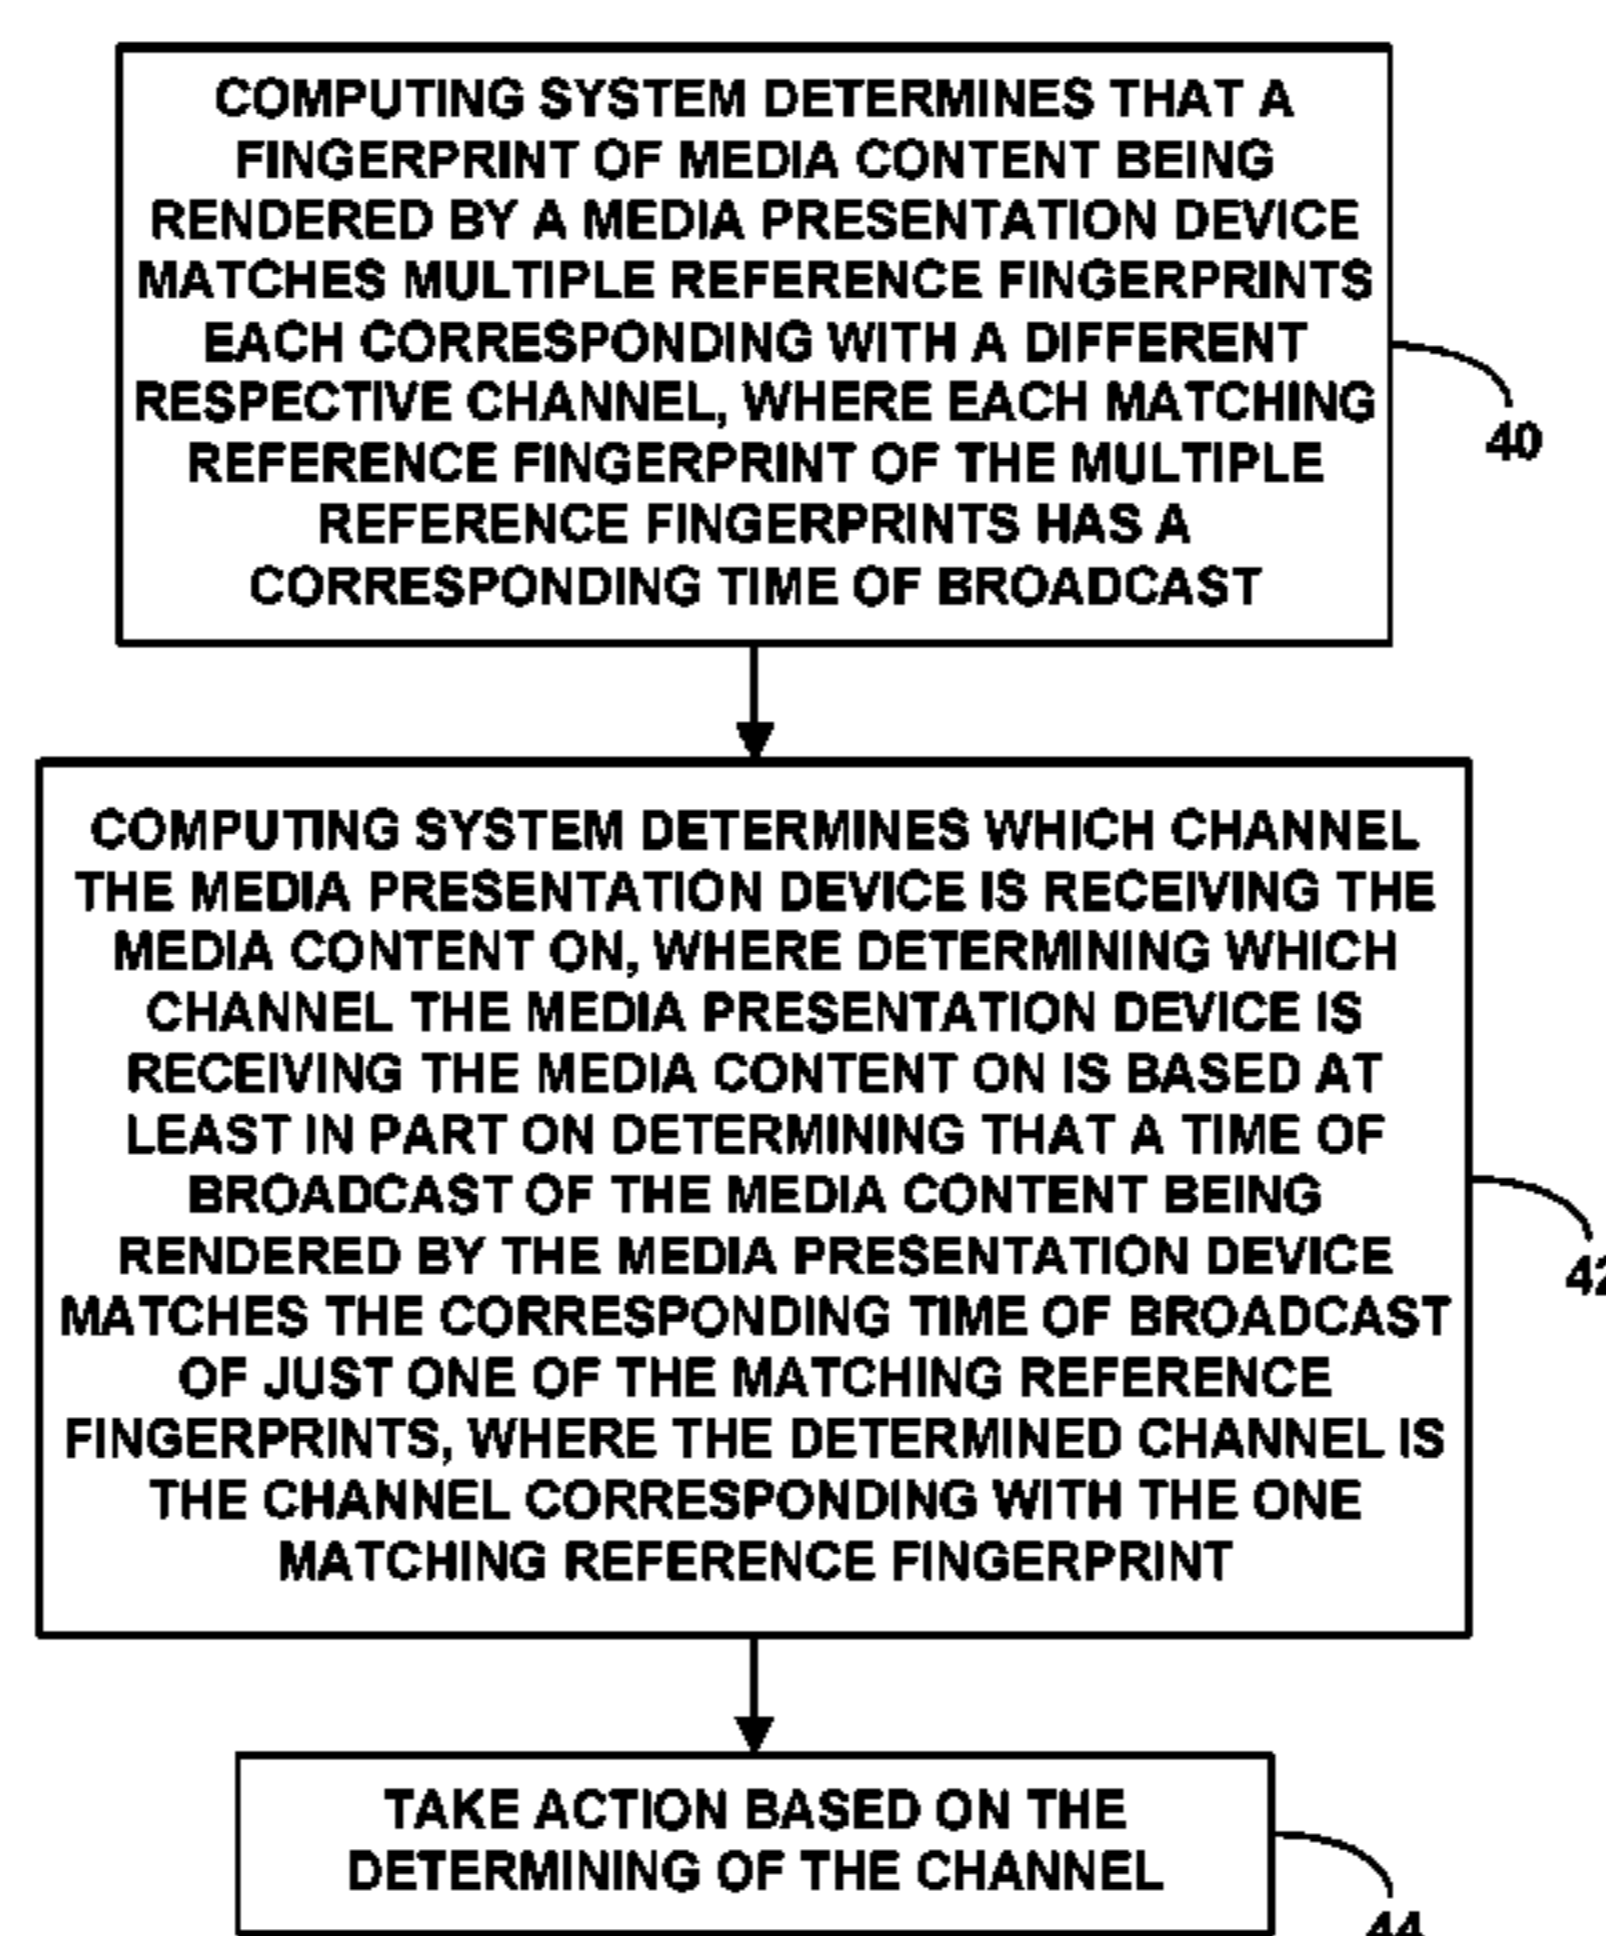 COMPUTING SYSTEM DETERMINES THAT A
FINGERPRINT OF MEDIA CONTENT BEING
RENDERED BY A MEDIA PRESENTATION DEVICE
MATCHES MULTIPLE REFERENCE FINGERPRINTS
EACH CORRESPONDING WITH A DIFFERENT
RESPECTIVE CHANNEL, WHERE EACH MATCHING
REFERENCE FINGERPRINT OF THE MULTIPLE
REFERENCE FINGERPRINTS HAS A
CORRESPONDING TIME OF BROADCAST
40
COMPUTING SYSTEM DETERMINES WHICH CHANNEL
THE MEDIA PRESENTATION DEVICE IS RECEIVING THE
MEDIA CONTENT ON, WHERE DETERMINING WHICH
CHANNEL THE MEDIA PRESENTATION DEVICE IS
RECEIVING THE MEDIA CONTENT ON IS BASED AT
LEAST IN PART ON DETERMINING THAT A TIME OF
BROADCAST OF THE MEDIA CONTENT BEING
RENDERED BY THE MEDIA PRESENTATION DEVICE
MATCHES THE CORRESPONDING TIME OF BROADCAST
OF JUST ONE OF THE MATCHING REFERENCE
FINGERPRINTS, WHERE THE DETERMINED CHANNEL IS
THE CHANNEL CORRESPONDING WITH THE ONE
MATCHING REFERENCE FINGERPRINT
42
TAKE ACTION BASED ON THE
DETERMINING OF THE CHANNEL
44